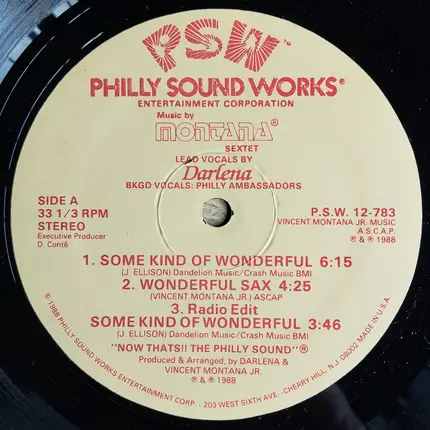 PSW™
PHILLY SOUND WORKS®
ENTERTAINMENT CORPORATION
Music by
MONTANA®
SEXTET
LEAD VOCALS BY
Darlena
BKGD VOCALS: PHILLY AMBASSADORS
SIDE A
33 1/3 RPM
STEREO
Executive Producer
D. Conté
P.S.W. 12-783
VINCENT MONTANA JR. MUSIC
A.S.C.A.P.
℗ & © 1988
1. SOME KIND OF WONDERFUL 6:15
(J. ELLISON) Dandelion Music/Crash Music BMI
2. WONDERFUL SAX 4:25
(VINCENT MONTANA JR.) ASCAP
3. Radio Edit
SOME KIND OF WONDERFUL 3:46
(J. ELLISON) Dandelion Music/Crash Music BMI
"NOW THATS!! THE PHILLY SOUND"®
Produced & Arranged, by DARLENA &
VINCENT MONTANA JR.
℗ & © 1988
© 1988 PHILLY SOUND WORKS ENTERTAINMENT CORP. - 203 WEST SIXTH AVE. , CHERRY HILL, N.J. 08002 MADE IN U.S.A.